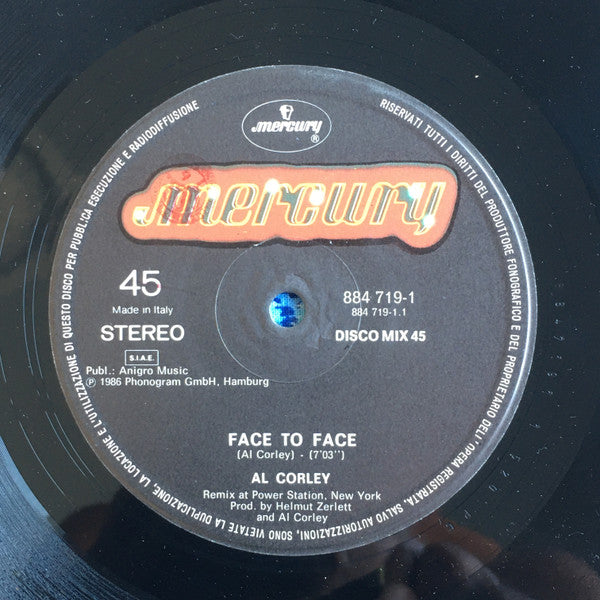 mercury
®
mercury
45
Made in Italy
STEREO
S.I.A.E.
Publ.: Anigro Music
℗ 1986 Phonogram GmbH, Hamburg
884 719-1
884 719-1.1
DISCO MIX 45
FACE TO FACE
(Al Corley) - (7'03'')
AL CORLEY
Remix at Power Station, New York
Prod. by Helmut Zerlett
and Al Corley
RISERVATI TUTTI I DIRITTI DEL PRODUTTORE FONOGRAFICO E DEL PROPRIETARIO DELL'OPERA REGISTRATA. SALVO AUTORIZZAZIONI, SONO VIETATE LA DUPLICAZIONE, LA LOCAZIONE E L'UTILIZZAZIONE DI QUESTO DISCO PER PUBBLICA ESECUZIONE E RADIODIFFUSIONE